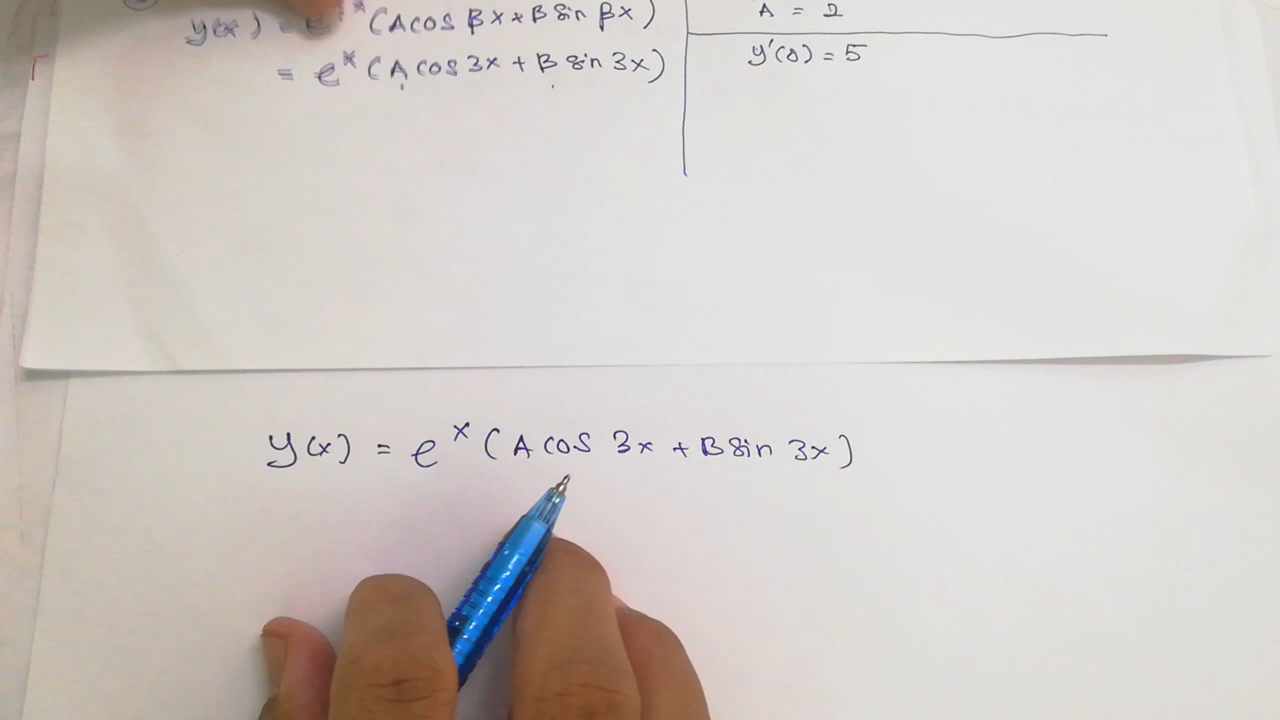 y(x) = e^x (A cos βx + B sin βx)
= e^x (A cos 3x + B sin 3x)
A = 2
y'(0) = 5
y(x) = e^x (A cos 3x + B sin 3x)